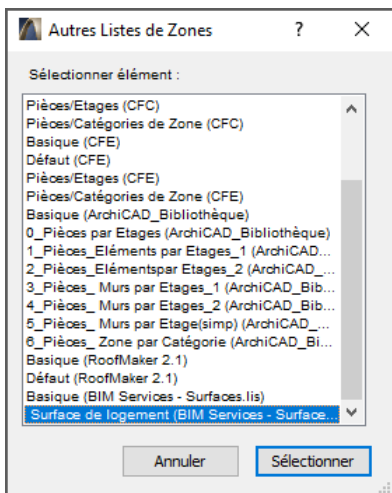 Autres Listes de Zones ? ×
Sélectionner élément :
Pièces/Etages (CFC)
Pièces/Catégories de Zone (CFC)
Basique (CFE)
Défaut (CFE)
Pièces/Etages (CFE)
Pièces/Catégories de Zone (CFE)
Basique (ArchiCAD_Bibliothèque)
0_Pièces par Etages (ArchiCAD_Bibliothèque)
1_Pièces_Eléments par Etages_1 (ArchiCAD...
2_Pièces_Elémentspar Etages_2 (ArchiCAD_...
3_Pièces_ Murs par Etages_1 (ArchiCAD_Bib...
4_Pièces_ Murs par Etages_2 (ArchiCAD_Bib...
5_Pièces_ Murs par Etage(simp) (ArchiCAD_...
6_Pièces_ Zone par Catégorie (ArchiCAD_Bi...
Basique (RoofMaker 2.1)
Défaut (RoofMaker 2.1)
Basique (BIM Services - Surfaces.lis)
Surface de logement (BIM Services - Surface...
Annuler Sélectionner